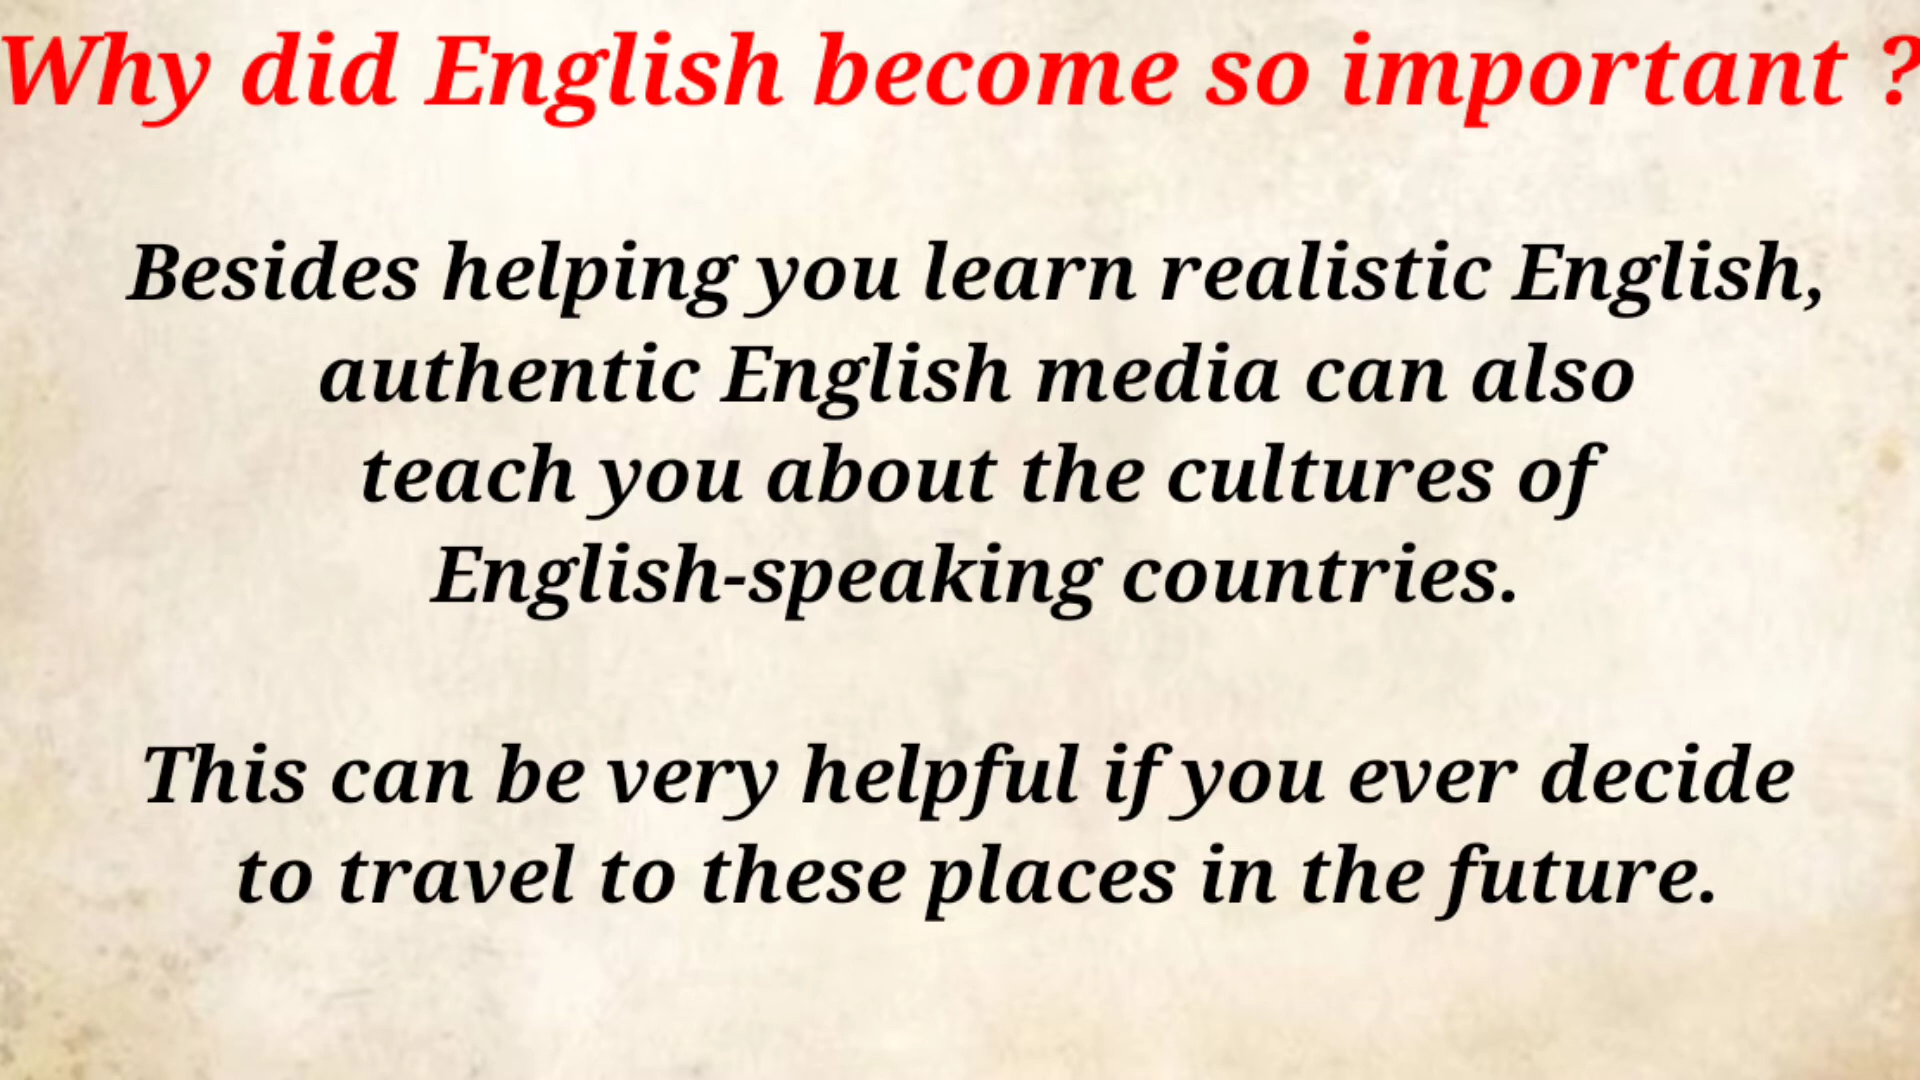 Why did English become so important ?
Besides helping you learn realistic English,
authentic English media can also
teach you about the cultures of
English-speaking countries.
This can be very helpful if you ever decide
to travel to these places in the future.